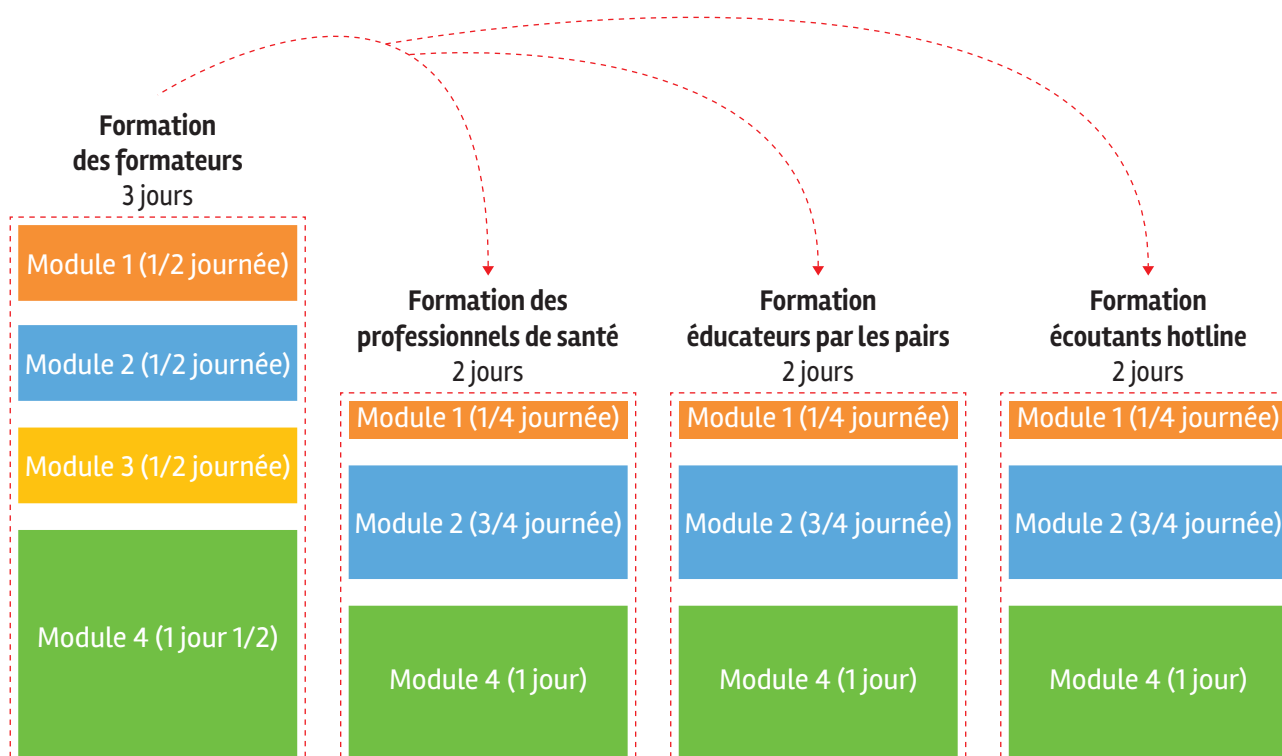 Formation
des formateurs
3 jours
Module 1 (1/2 journée)
Module 2 (1/2 journée)
Module 3 (1/2 journée)
Module 4 (1 jour 1/2)
Formation des
professionnels de santé
2 jours
Module 1 (1/4 journée)
Module 2 (3/4 journée)
Module 4 (1 jour)
Formation
éducateurs par les pairs
2 jours
Module 1 (1/4 journée)
Module 2 (3/4 journée)
Module 4 (1 jour)
Formation
écoutants hotline
2 jours
Module 1 (1/4 journée)
Module 2 (3/4 journée)
Module 4 (1 jour)